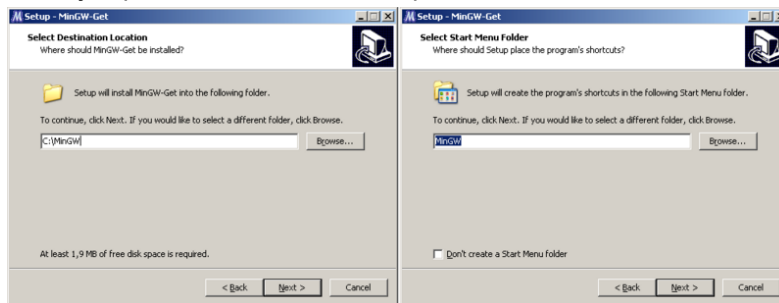 Setup - MinGW-Get
Select Destination Location
Where should MinGW-Get be installed?
Setup will install MinGW-Get into the following folder.
To continue, click Next. If you would like to select a different folder, click Browse.
C:\MinGW
Browse...
At least 1,9 MB of free disk space is required.
< Back
Next >
Cancel
Setup - MinGW-Get
Select Start Menu Folder
Where should Setup place the program's shortcuts?
Setup will create the program's shortcuts in the following Start Menu folder.
To continue, click Next. If you would like to select a different folder, click Browse.
MinGW
Browse...
Don't create a Start Menu folder
< Back
Next >
Cancel